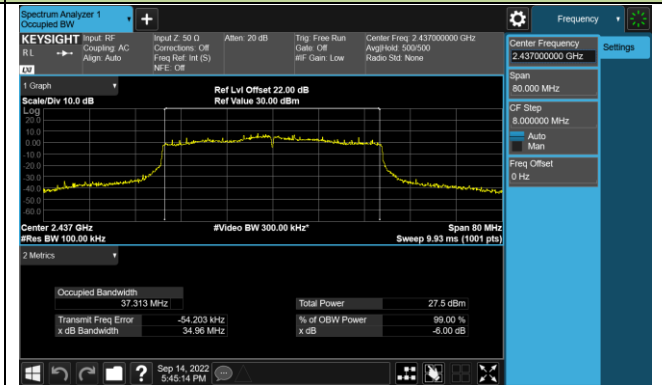 Spectrum Analyzer 1
Occupied BW
Frequency
KEYSIGHT
Input: RF
Coupling: AC
Align: Auto
R L
LXI
Input Z: 50 Ω
Corrections: Off
Freq Ref: Int (S)
NFE: Off
Atten: 20 dB
Trig: Free Run
Gate: Off
#IF Gain: Low
Center Freq: 2.437000000 GHz
Avg|Hold: 500/500
Radio Std: None
Center Frequency
2.437000000 GHz
Settings
Span
80.000 MHz
CF Step
8.000000 MHz
Auto
Man
Freq Offset
0 Hz
1 Graph
Scale/Div 10.0 dB
Ref Lvl Offset 22.00 dB
Ref Value 30.00 dBm
Log
20.0
10.0
0.00
-10.0
-20.0
-30.0
-40.0
-50.0
-60.0
Center 2.437 GHz
#Res BW 100.00 kHz
#Video BW 300.00 kHz*
Span 80 MHz
Sweep 9.93 ms (1001 pts)
2 Metrics
Occupied Bandwidth
37.313 MHz
Total Power 27.5 dBm
Transmit Freq Error -54.203 kHz
% of OBW Power 99.00 %
x dB Bandwidth 34.96 MHz
x dB -6.00 dB
Sep 14, 2022
5:45:14 PM